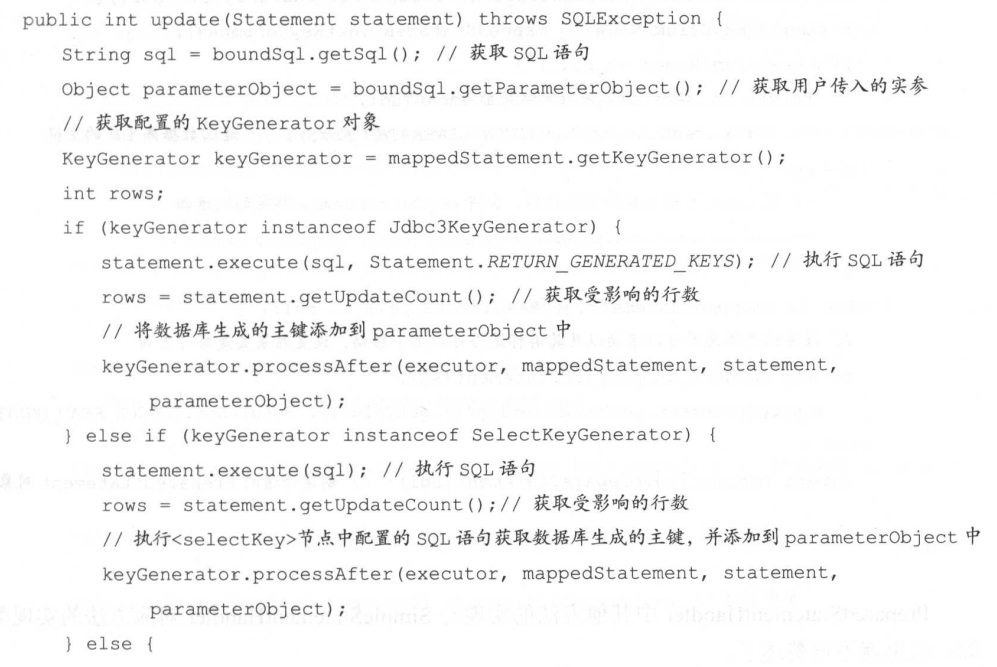 public int update(Statement statement) throws SQLException {
String sql = boundSql.getSql(); // 获取 SQL 语句
Object parameterObject = boundSql.getParameterObject(); // 获取用户传入的实参
// 获取配置的 KeyGenerator 对象
KeyGenerator keyGenerator = mappedStatement.getKeyGenerator();
int rows;
if (keyGenerator instanceof Jdbc3KeyGenerator) {
statement.execute(sql, Statement.RETURN_GENERATED_KEYS); // 执行 SQL 语句
rows = statement.getUpdateCount(); // 获取受影响的行数
// 将数据库生成的主键添加到 parameterObject 中
keyGenerator.processAfter(executor, mappedStatement, statement,
parameterObject);
} else if (keyGenerator instanceof SelectKeyGenerator) {
statement.execute(sql); // 执行 SQL 语句
rows = statement.getUpdateCount();// 获取受影响的行数
// 执行<selectKey>节点中配置的 SQL 语句获取数据库生成的主键，并添加到 parameterObject 中
keyGenerator.processAfter(executor, mappedStatement, statement,
parameterObject);
} else {